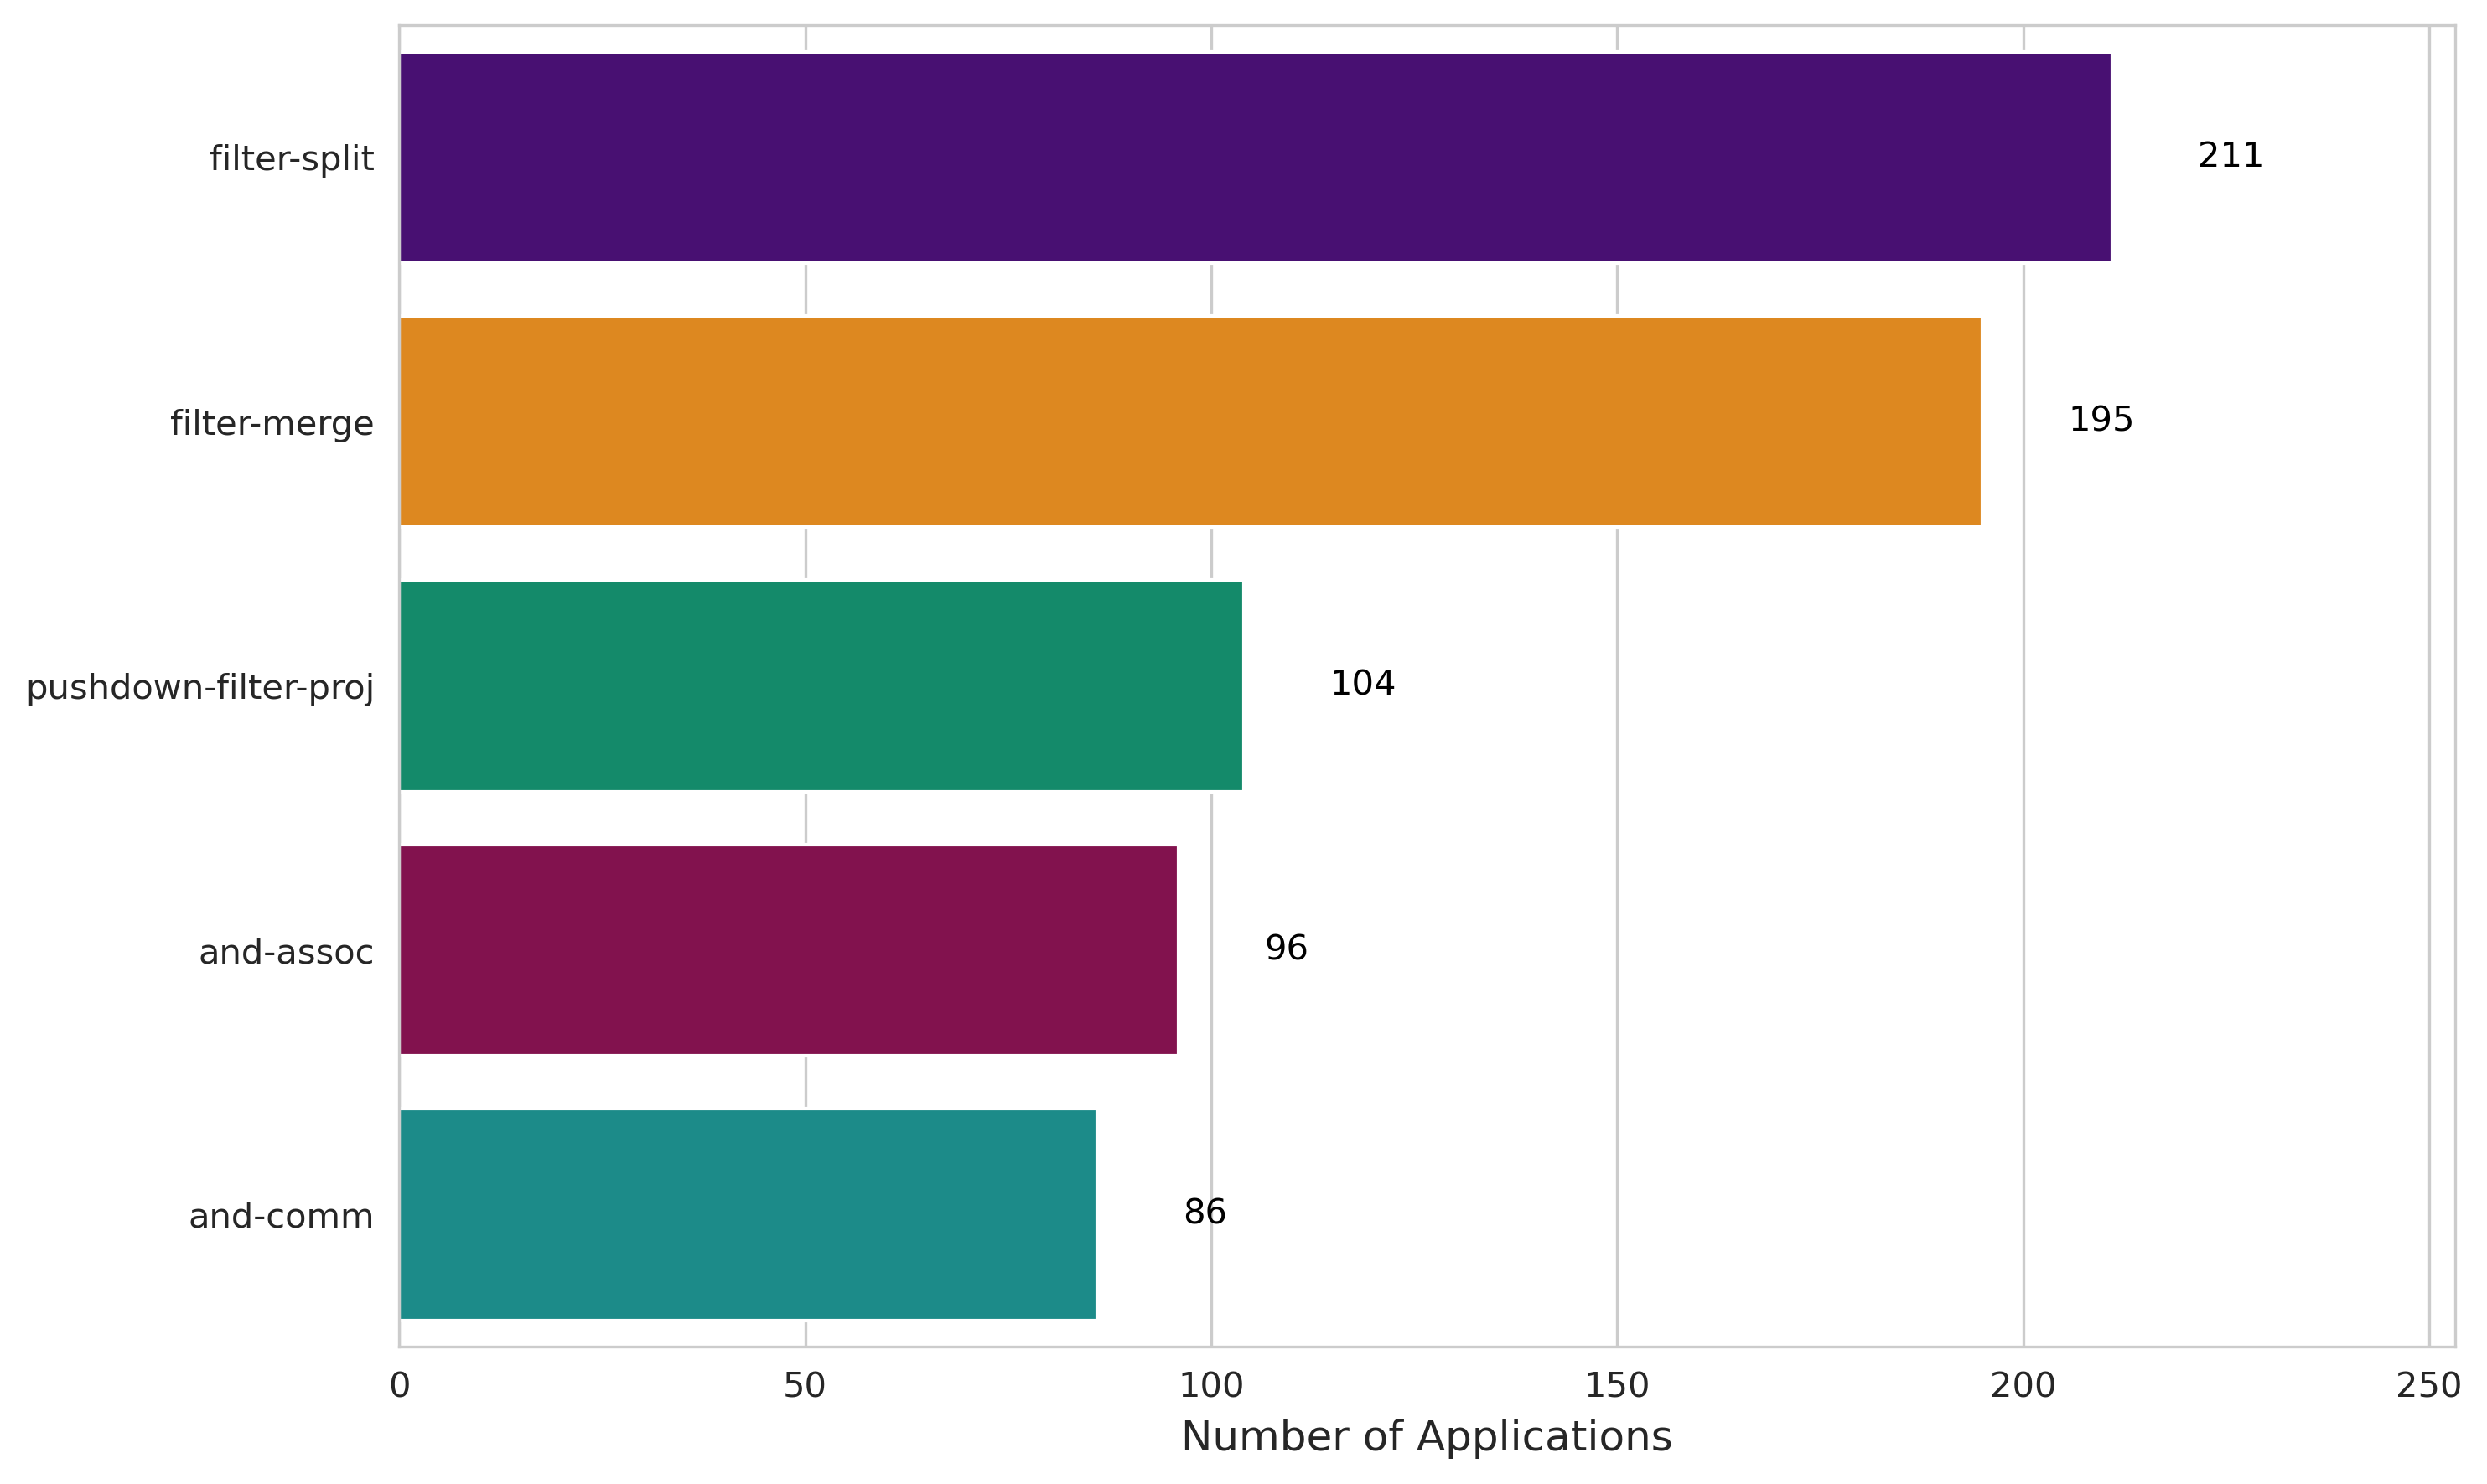 filter-split
211
filter-merge
195
pushdown-filter-proj
104
and-assoc
96
and-comm
86
0 50 100 150 200 250
Number of Applications